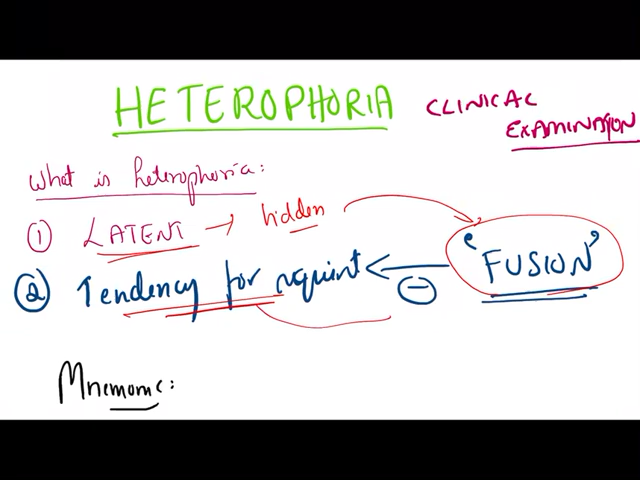 HETEROPHORIA CLINICAL
EXAMINATION
What is heterophoria:
① LATENT → hidden
② Tendency for squint < ⊖ "FUSION"
Mnemonic: